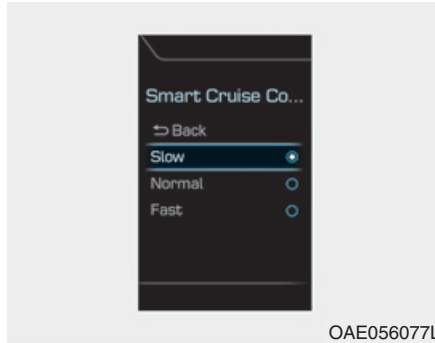 Smart Cruise Co...
Back
Slow
Normal
Fast
OAE056077L